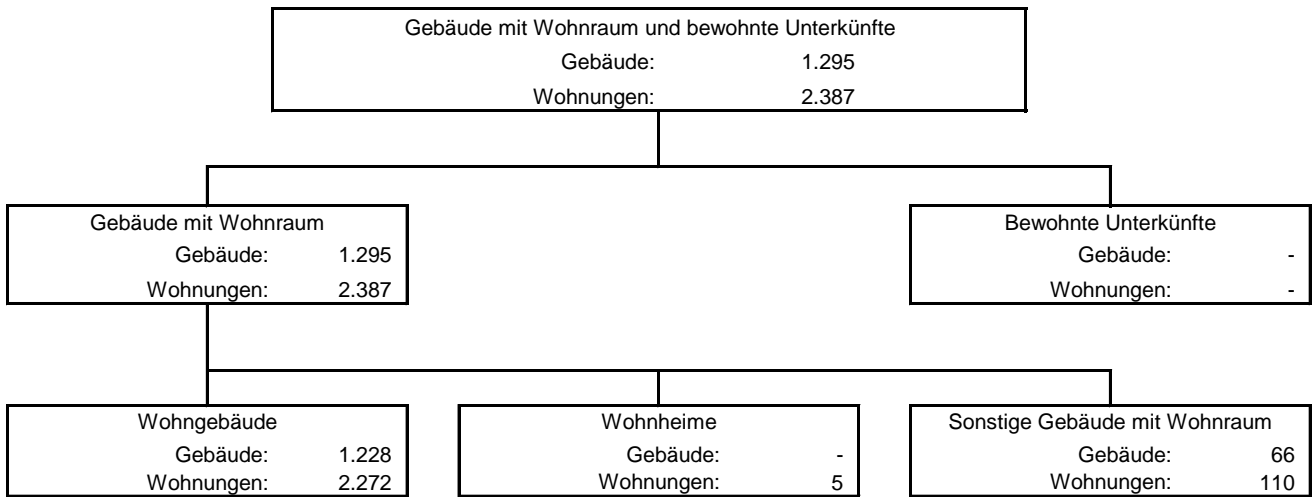 Gebäude mit Wohnraum und bewohnte Unterkünfte
Gebäude: 1.295
Wohnungen: 2.387
Gebäude mit Wohnraum
Gebäude: 1.295
Wohnungen: 2.387
Bewohnte Unterkünfte
Gebäude: -
Wohnungen: -
Wohngebäude
Gebäude: 1.228
Wohnungen: 2.272
Wohnheime
Gebäude: -
Wohnungen: 5
Sonstige Gebäude mit Wohnraum
Gebäude: 66
Wohnungen: 110